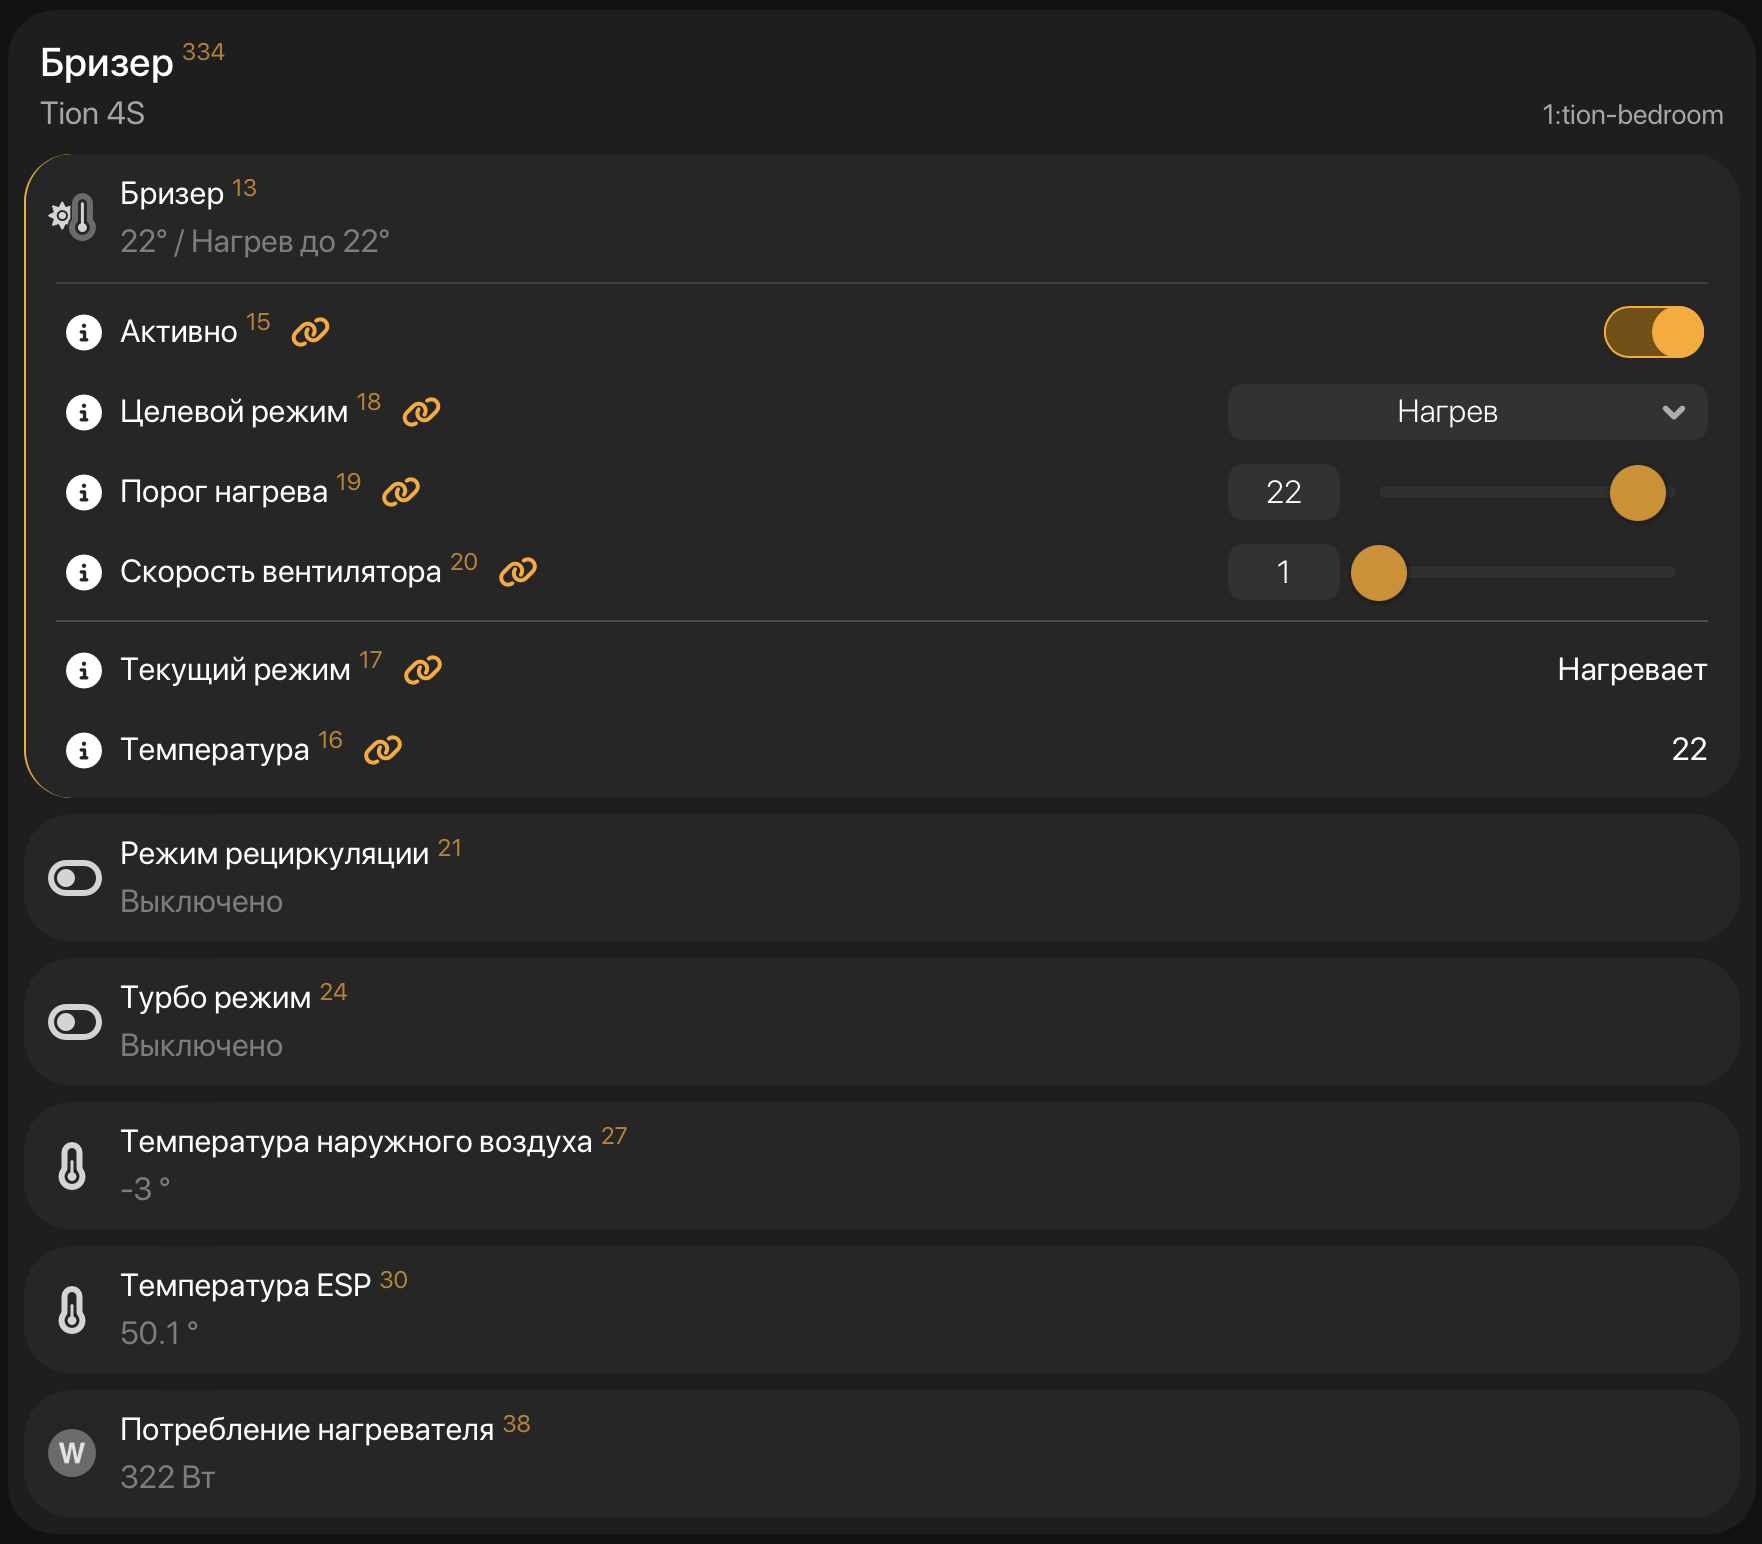 Бризер 334
Tion 4S
1:tion-bedroom
Бризер 13
22° / Нагрев до 22°
Активно 15
Целевой режим 18
Нагрев
Порог нагрева 19
22
Скорость вентилятора 20
1
Текущий режим 17
Нагревает
Температура 16
22
Режим рециркуляции 21
Выключено
Турбо режим 24
Выключено
Температура наружного воздуха 27
-3 °
Температура ESP 30
50.1 °
Потребление нагревателя 38
W
322 Вт